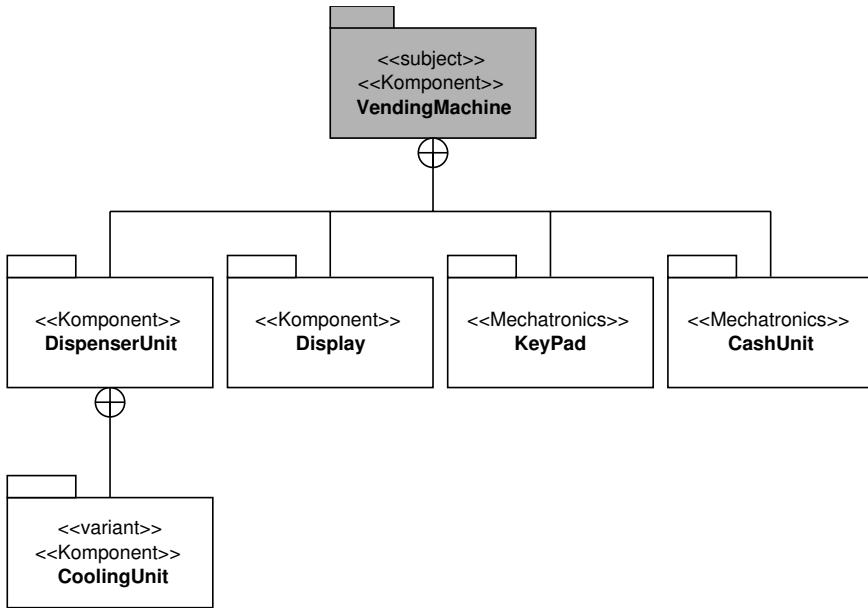 <<subject>>
<<Komponent>>
VendingMachine
<<Komponent>>
DispenserUnit
<<Komponent>>
Display
<<Mechatronics>>
KeyPad
<<Mechatronics>>
CashUnit
<<variant>>
<<Komponent>>
CoolingUnit